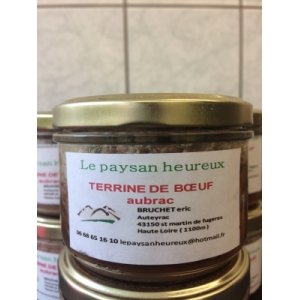 Le paysan heureux
TERRINE DE BŒUF
aubrac
BRUCHET eric
Auteyrac
43150 st martin de fugeres
Haute Loire ( 1100m.)
06 68 65 16 10 lepaysanheureux@hotmail.fr